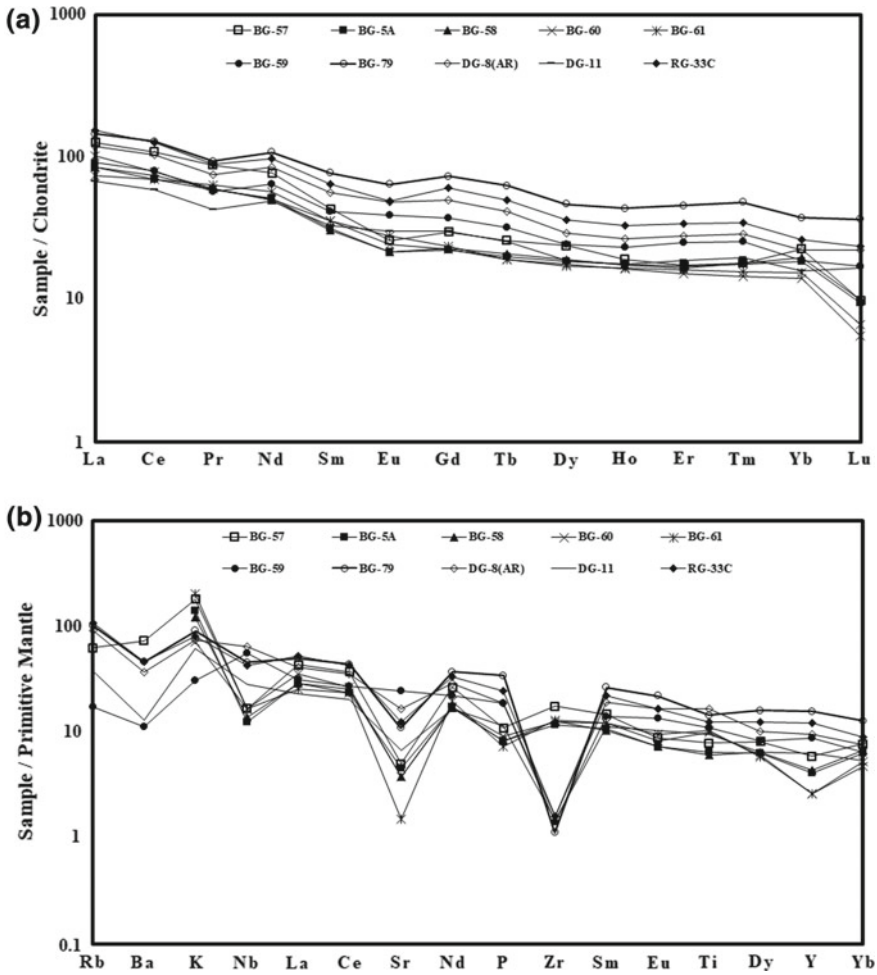 (a)
1000
BG-57 BG-5A BG-58 BG-60 BG-61
BG-59 BG-79 DG-8(AR) DG-11 RG-33C
100
10
1
Sample / Chondrite
La Ce Pr Nd Sm Eu Gd Tb Dy Ho Er Tm Yb Lu
(b)
1000
BG-57 BG-5A BG-58 BG-60 BG-61
BG-59 BG-79 DG-8(AR) DG-11 RG-33C
100
10
1
0.1
Sample / Primitive Mantle
Rb Ba K Nb La Ce Sr Nd P Zr Sm Eu Ti Dy Y Yb